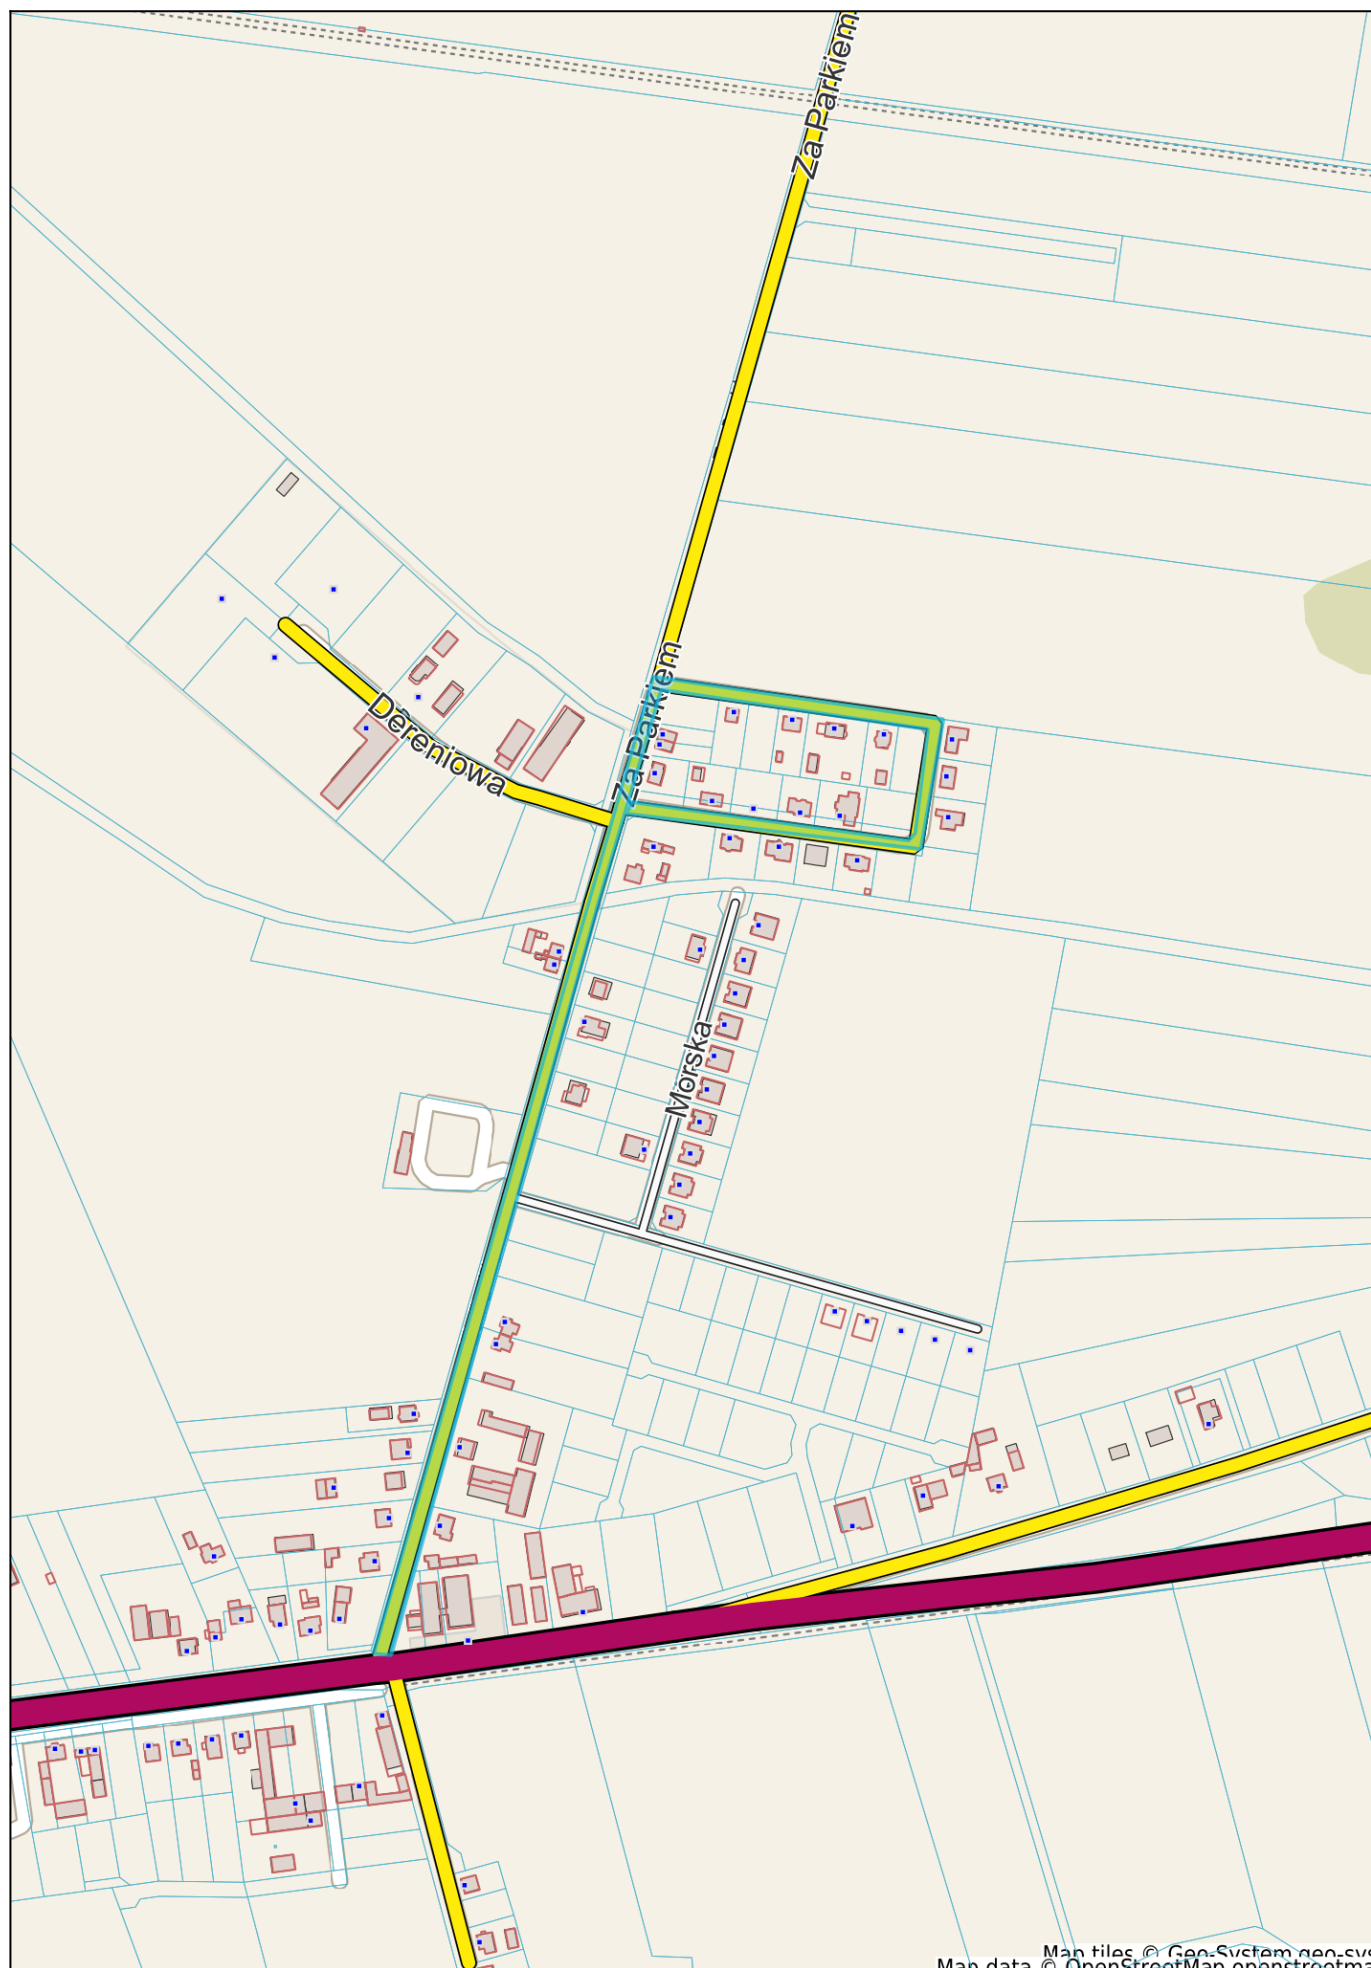 Za Parkiem
Za Parkiem
Dereniowa
Morska
Map tiles © Geo-System geo-sys
Map data © OpenStreetMap openstreetma